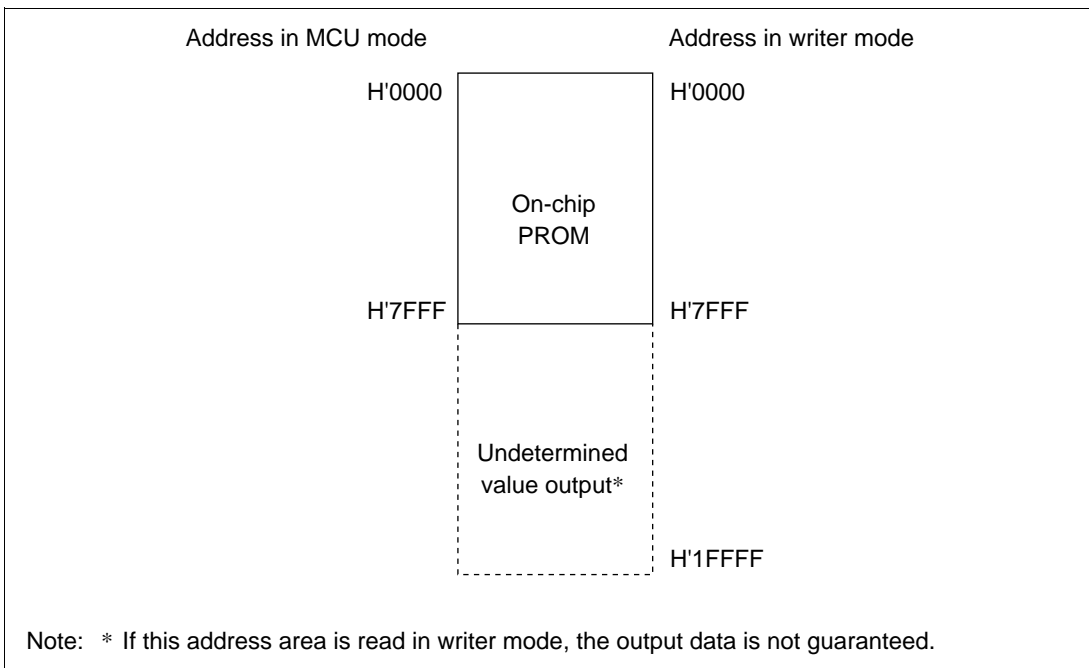 Address in MCU mode Address in writer mode
H'0000 H'0000
On-chip
PROM
H'7FFF H'7FFF
Undetermined
value output*
H'1FFFF
Note: * If this address area is read in writer mode, the output data is not guaranteed.